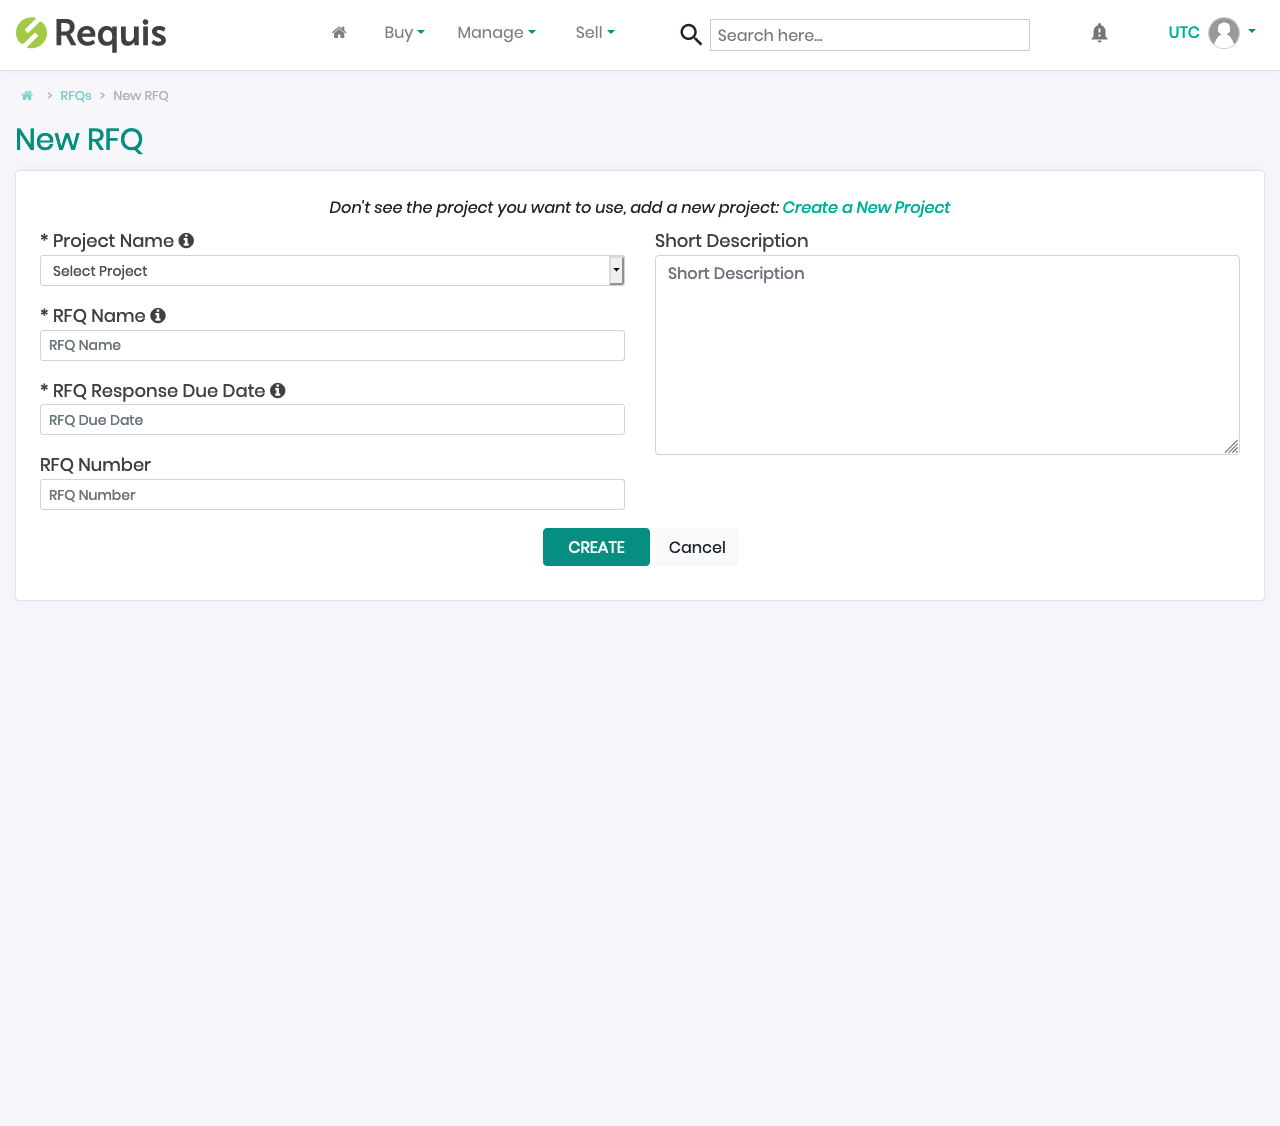 Requis
Buy
Manage
Sell
Search here...
UTC
> RFQs > New RFQ
New RFQ
Don't see the project you want to use, add a new project: Create a New Project
* Project Name
Select Project
* RFQ Name
RFQ Name
* RFQ Response Due Date
RFQ Due Date
RFQ Number
RFQ Number
Short Description
Short Description
CREATE
Cancel